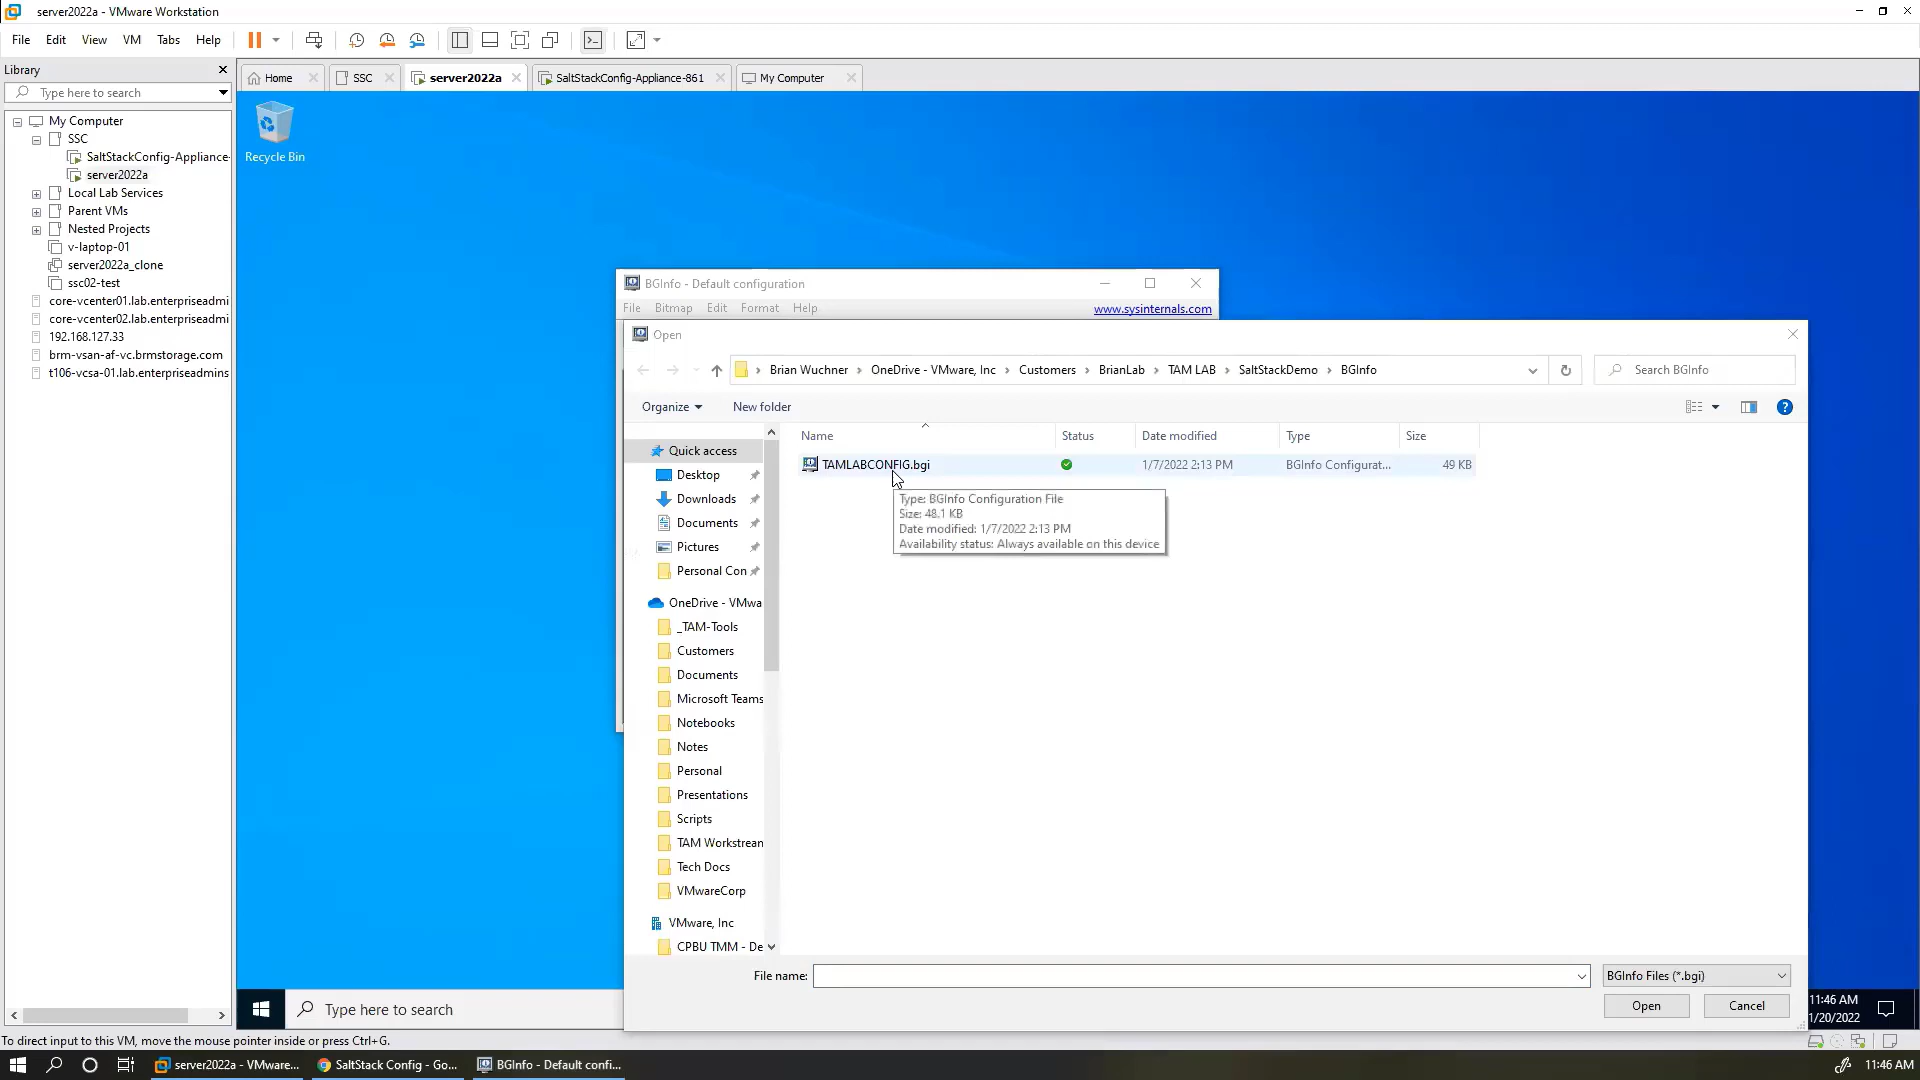 server2022a - VMware Workstation
File Edit View VM Tabs Help
Library
Type here to search
My Computer
SSC
SaltStackConfig-Appliance-
server2022a
Local Lab Services
Parent VMs
Nested Projects
v-laptop-01
server2022a_clone
ssc02-test
core-vcenter01.lab.enterpriseadmi
core-vcenter02.lab.enterpriseadmi
192.168.127.33
brm-vsan-af-vc.brmstorage.com
t106-vcsa-01.lab.enterpriseadmins
Home SSC server2022a SaltStackConfig-Appliance-861 My Computer
Recycle Bin
BGInfo - Default configuration
File Bitmap Edit Format Help www.sysinternals.com
Open
Brian Wuchner > OneDrive - VMware, Inc > Customers > BrianLab > TAM LAB > SaltStackDemo > BGInfo
Search BGInfo
Organize New folder
Name Status Date modified Type Size
TAMLABCONFIG.bgi 1/7/2022 2:13 PM BGInfo Configurat... 49 KB
Type: BGInfo Configuration File
Size: 48.1 KB
Date modified: 1/7/2022 2:13 PM
Availability status: Always available on this device
Quick access
Desktop
Downloads
Documents
Pictures
Personal Con
OneDrive - VMwa
_TAM-Tools
Customers
Documents
Microsoft Teams
Notebooks
Notes
Personal
Presentations
Scripts
TAM Workstrean
Tech Docs
VMwareCorp
VMware, Inc
CPBU TMM - De
File name: BGInfo Files (*.bgi)
Open Cancel
Type here to search
11:46 AM
1/20/2022
To direct input to this VM, move the mouse pointer inside or press Ctrl+G.
server2022a - VMware... SaltStack Config - Go... BGInfo - Default confi... 11:46 AM